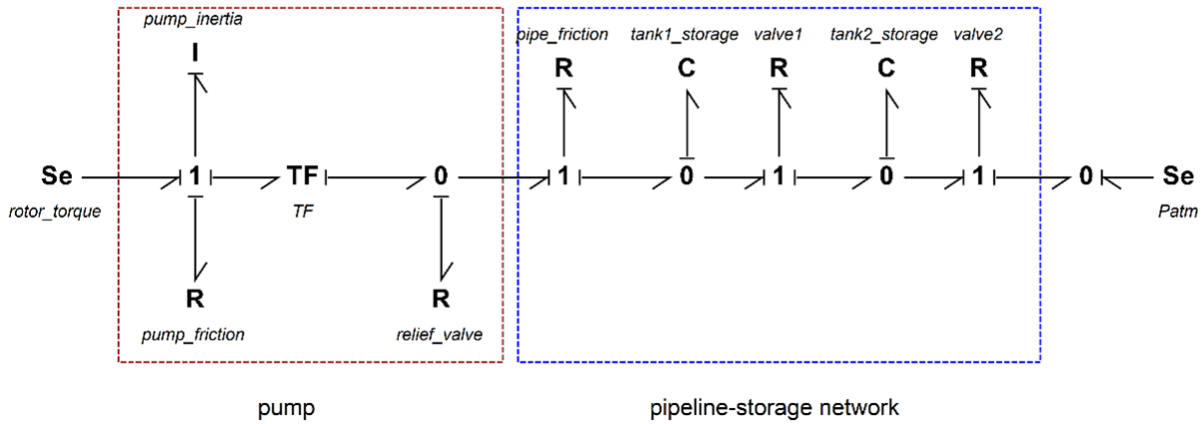 pump_inertia
I
pipe_friction tank1_storage valve1 tank2_storage valve2
R C R C R
Se 1 TF 0 1 0 1 0 1 0 Se
rotor_torque TF Patm
R R
pump_friction relief_valve
pump pipeline-storage network